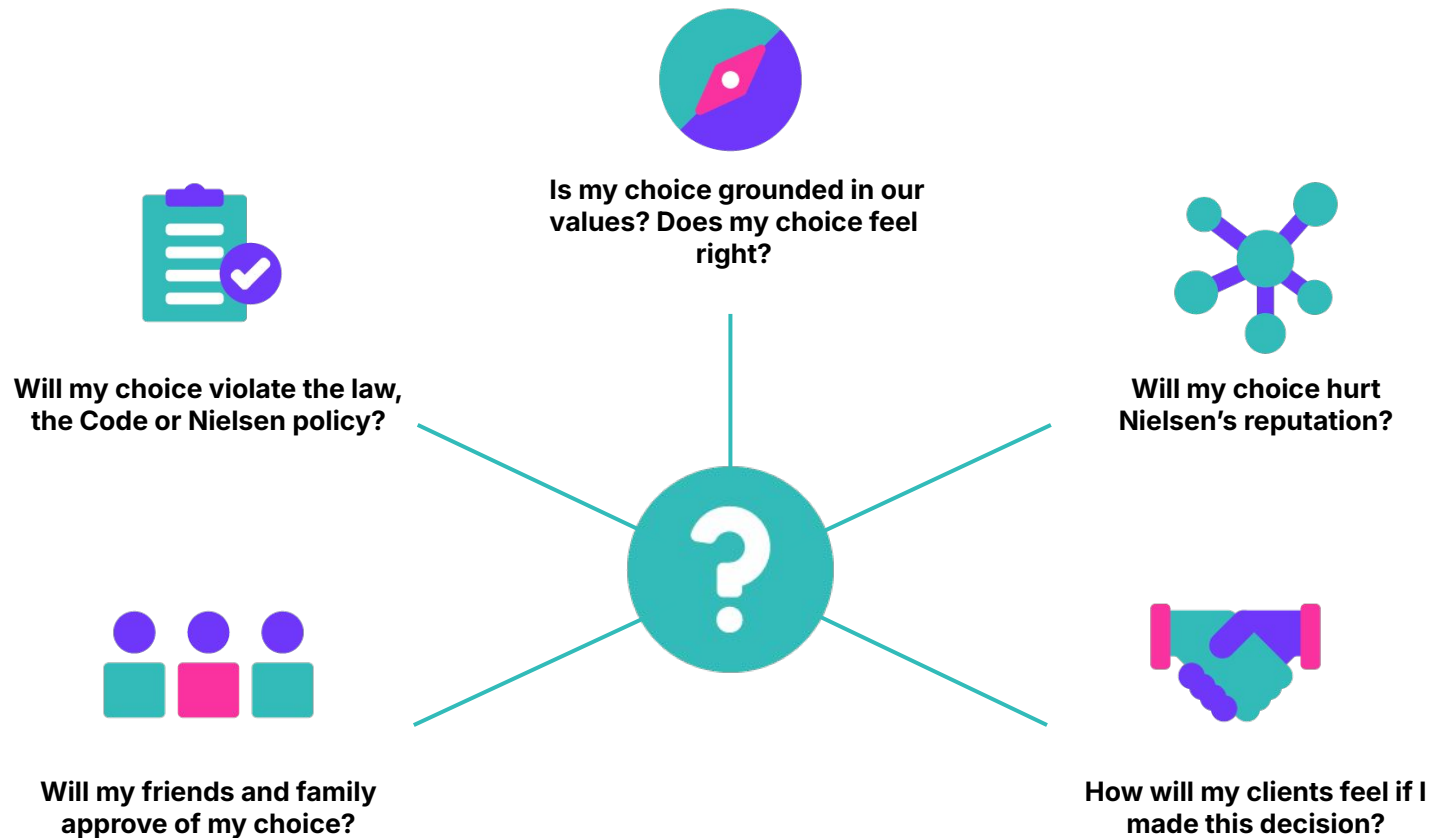 Is my choice grounded in our
values? Does my choice feel
right?
Will my choice violate the law,
the Code or Nielsen policy?
Will my choice hurt
Nielsen’s reputation?
?
Will my friends and family
approve of my choice?
How will my clients feel if I
made this decision?